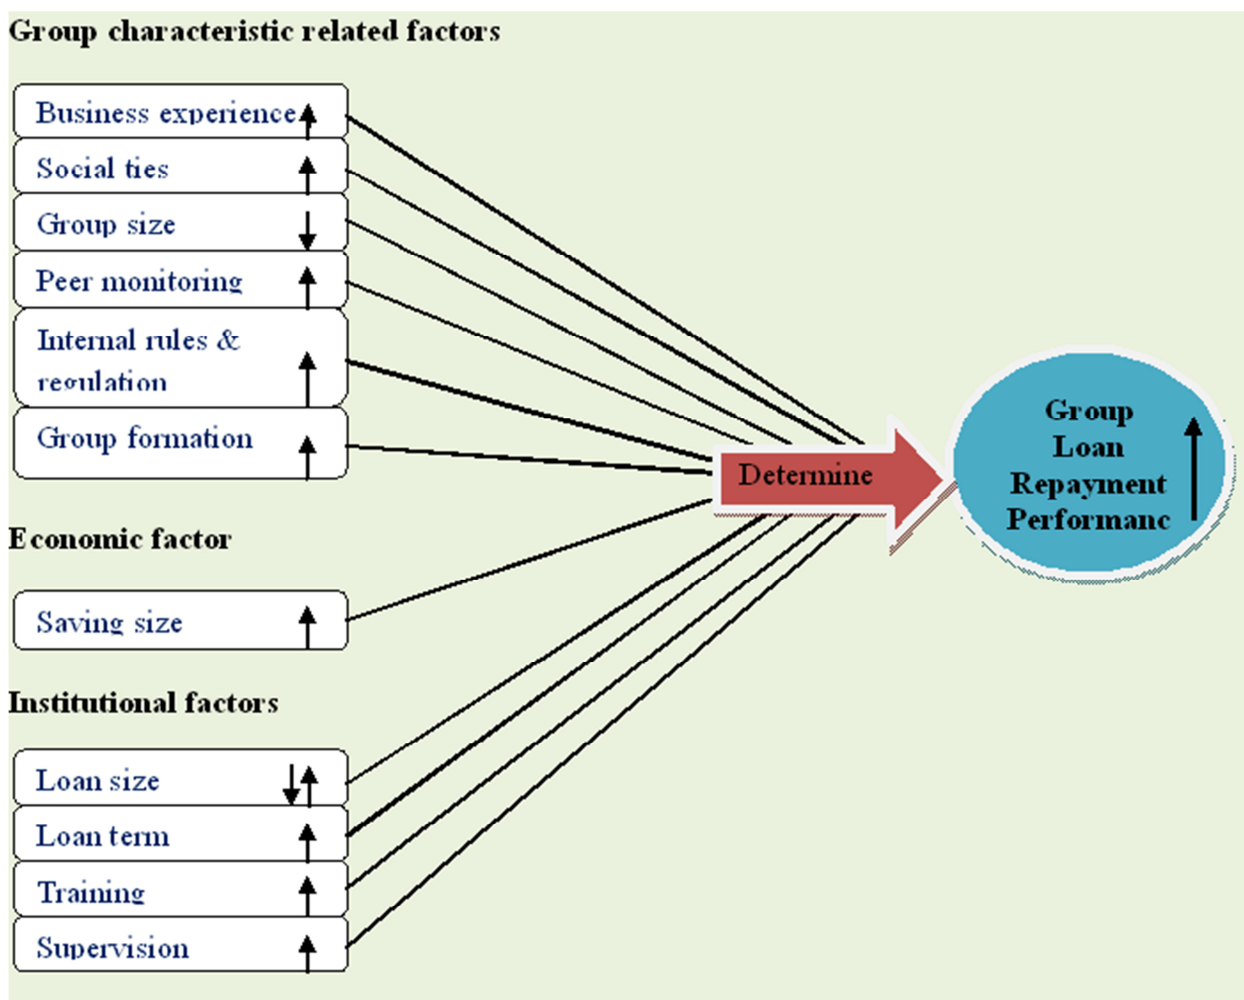 Group characteristic related factors
Business experience
Social ties
Group size
Peer monitoring
Internal rules &
regulation
Group formation
Determine
Group
Loan
Repayment
Performanc
Economic factor
Saving size
Institutional factors
Loan size
Loan term
Training
Supervision